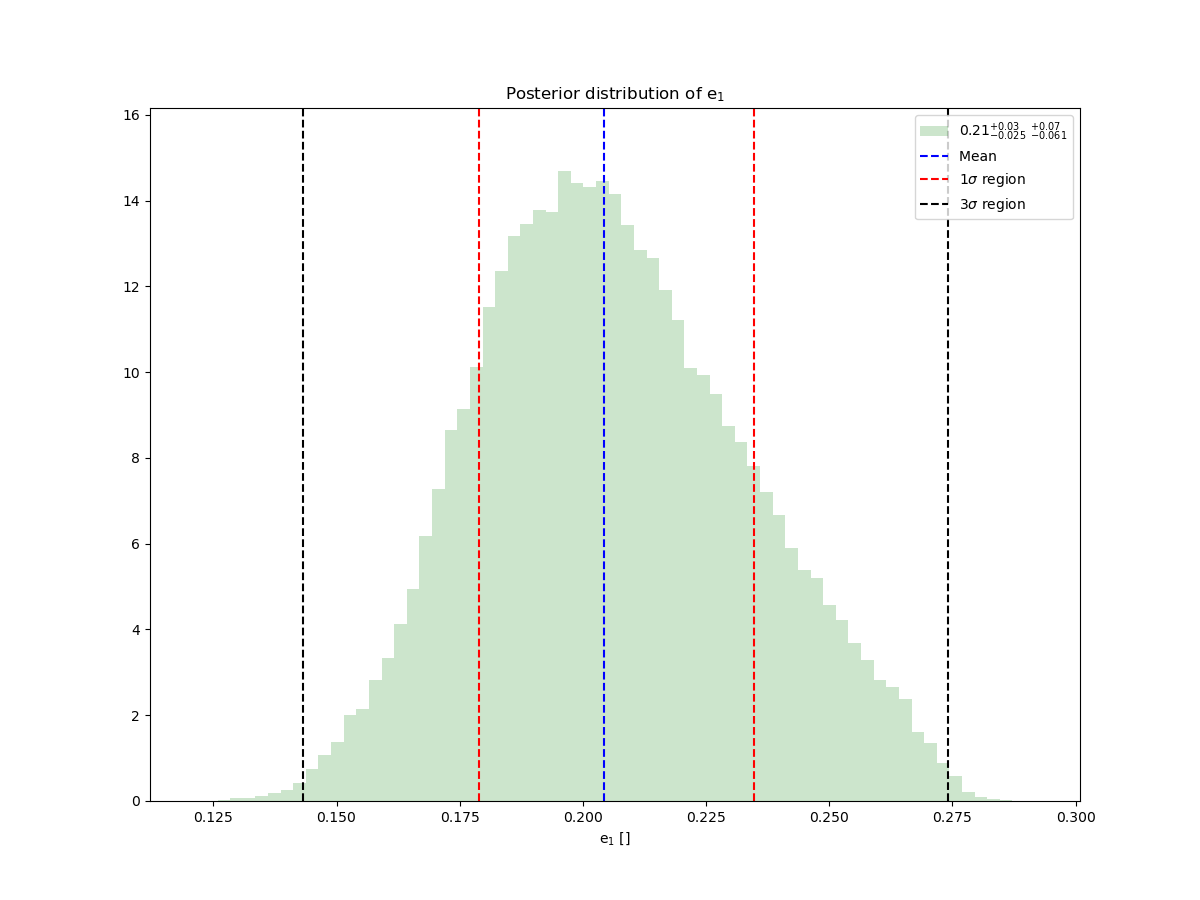 Posterior distribution of e₁
16
14
12
10
8
6
4
2
0
0.21 +0.03 −0.025 +0.07 −0.061
Mean
1σ region
3σ region
0.125 0.150 0.175 0.200 0.225 0.250 0.275 0.300
e₁ []